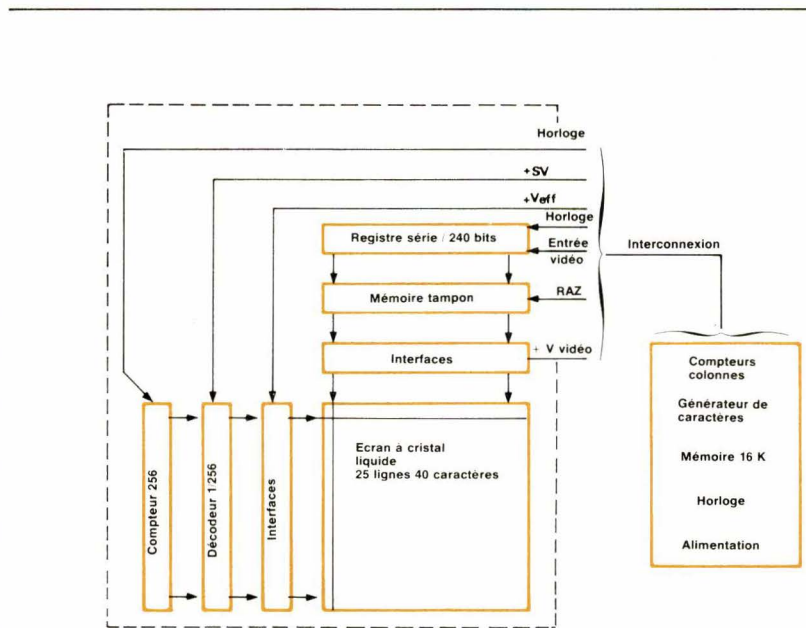 Horloge
+SV
+Veff
Horloge
Registre série / 240 bits
Entrée
vidéo
Interconnexion
Mémoire tampon
RAZ
+ V vidéo
Interfaces
Compteurs
colonnes
Générateur de
caractères
Mémoire 16 K
Horloge
Alimentation
Compteur 256
Décodeur 1/256
Interfaces
Ecran à cristal
liquide
25 lignes 40 caractères